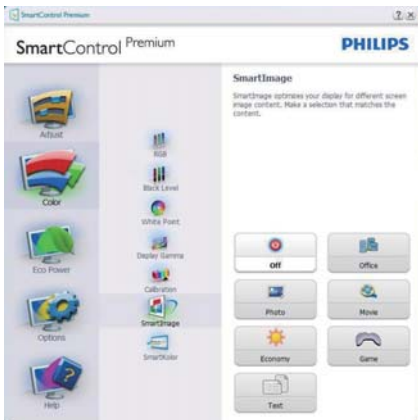 SmartControl Premium
SmartControl Premium
PHILIPS
Adjust
Color
Eco Power
Options
Help
RGB
Black Level
White Point
Display Gamma
Calibration
SmartImage
SmartKolor
SmartImage
SmartImage optimizes your display for different screen
image content. Make a selection that matches the
content.
Off
Office
Photo
Movie
Economy
Game
Text